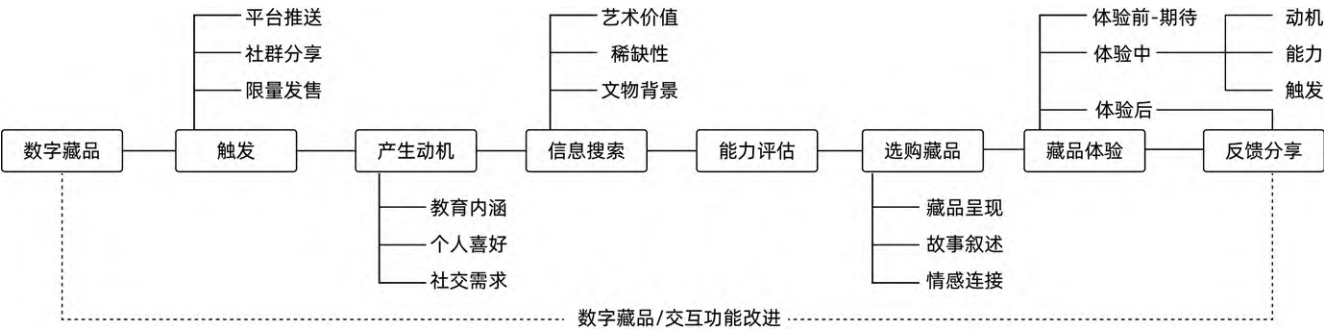 平台推送
社群分享
限量发售
艺术价值
稀缺性
文物背景
体验前-期待
体验中
体验后
动机
能力
触发
数字藏品
触发
产生动机
信息搜索
能力评估
选购藏品
藏品体验
反馈分享
教育内涵
个人喜好
社交需求
藏品呈现
故事叙述
情感连接
数字藏品/交互功能改进